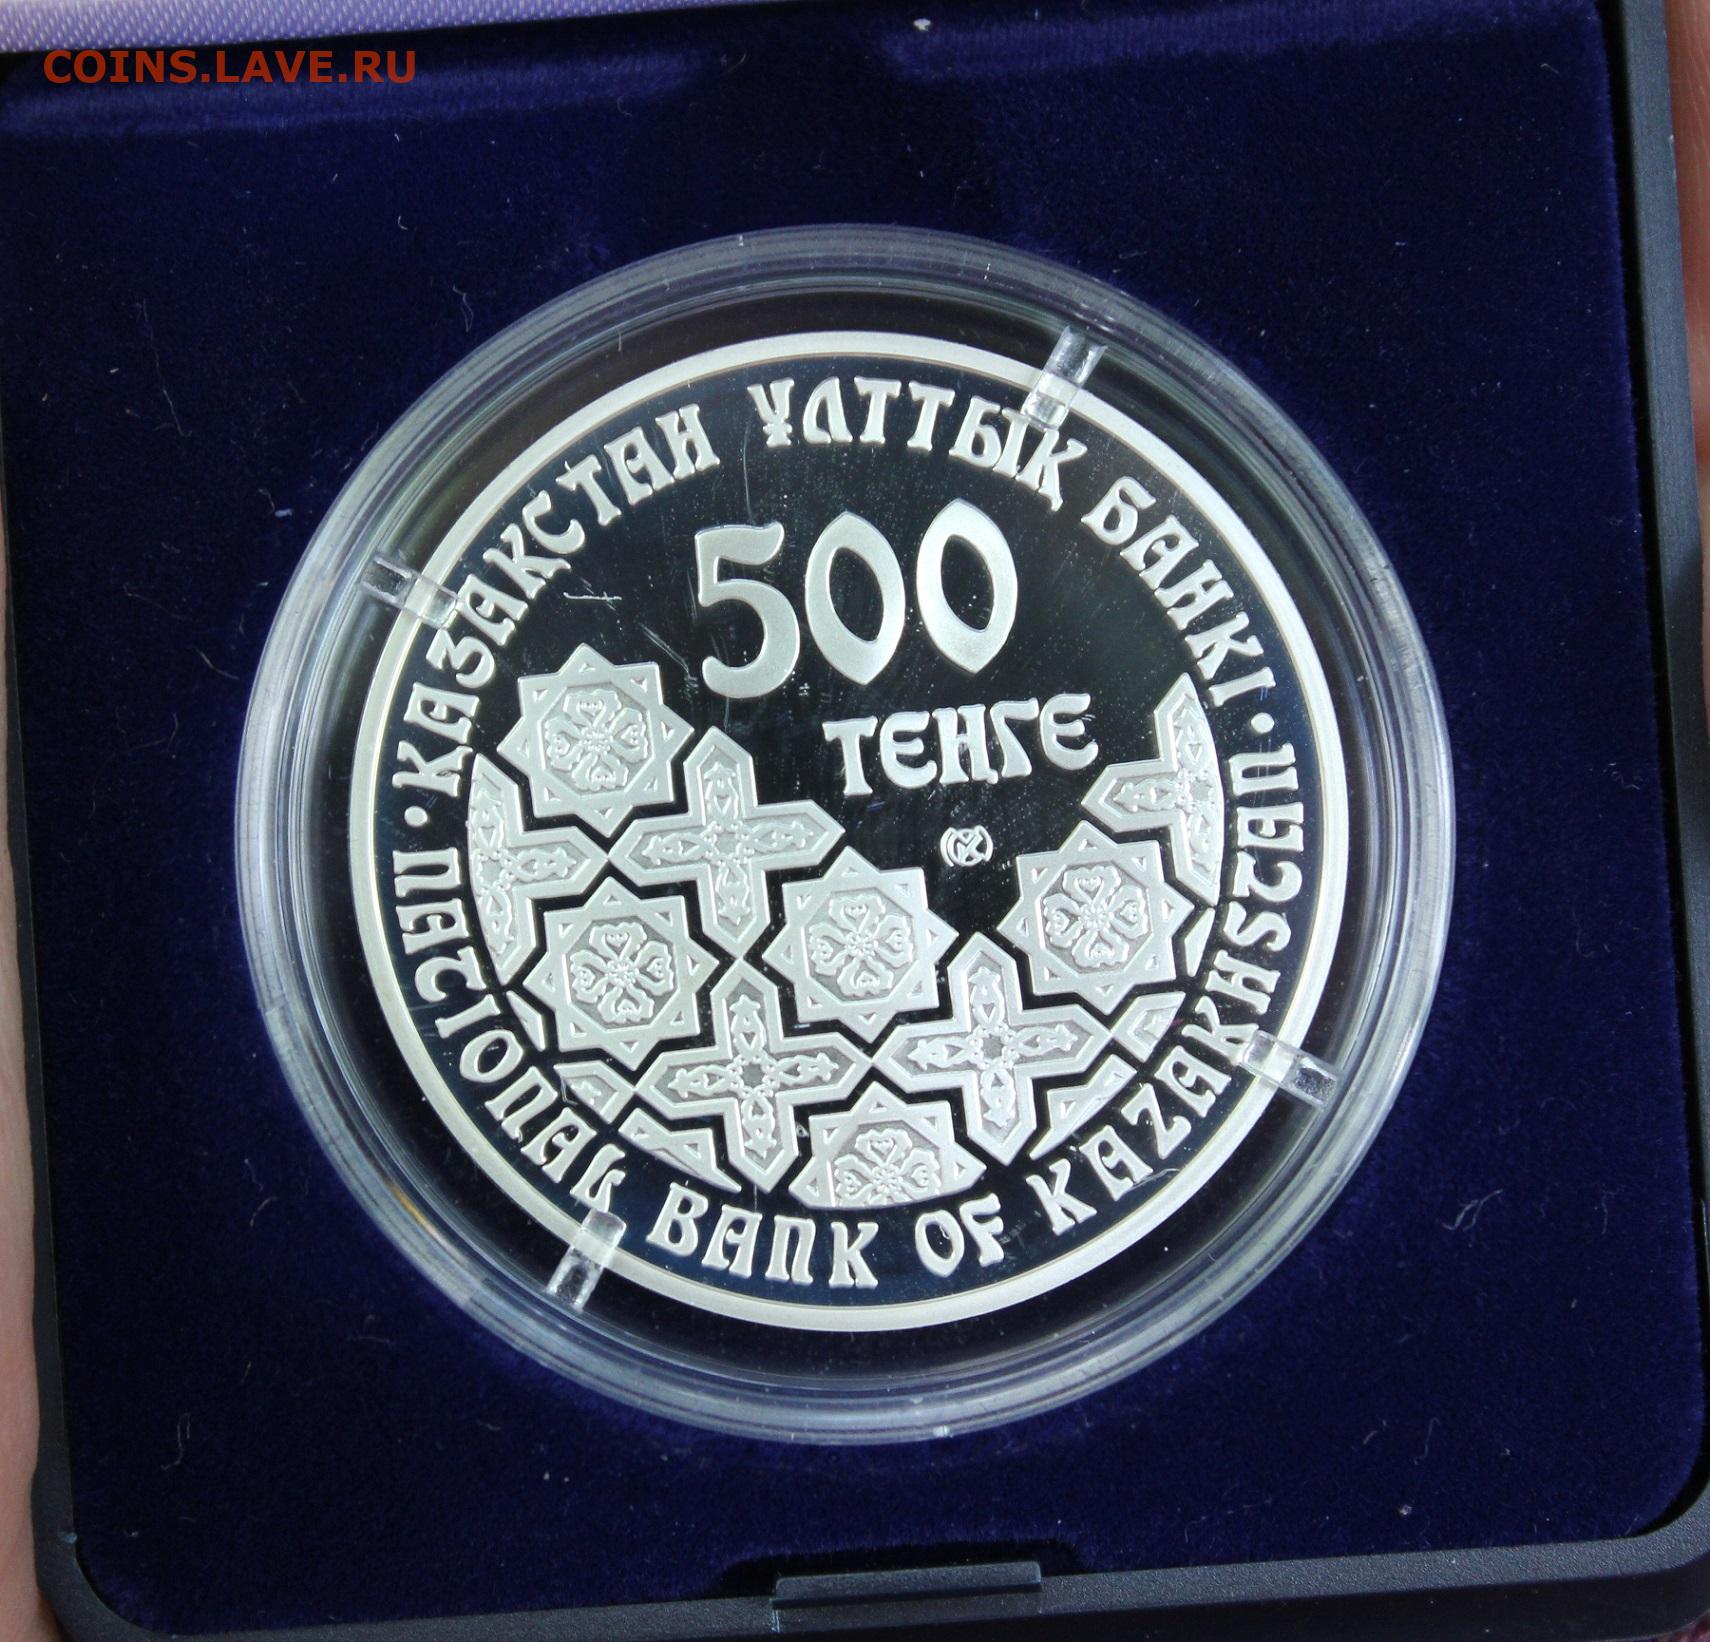 COINS.LAVE.RU
ҚАЗАҚСТАН ҰЛТТЫҚ БАНКІ
500
ТЕҢГЕ
NATIONAL BANK OF KAZAKHSTAN